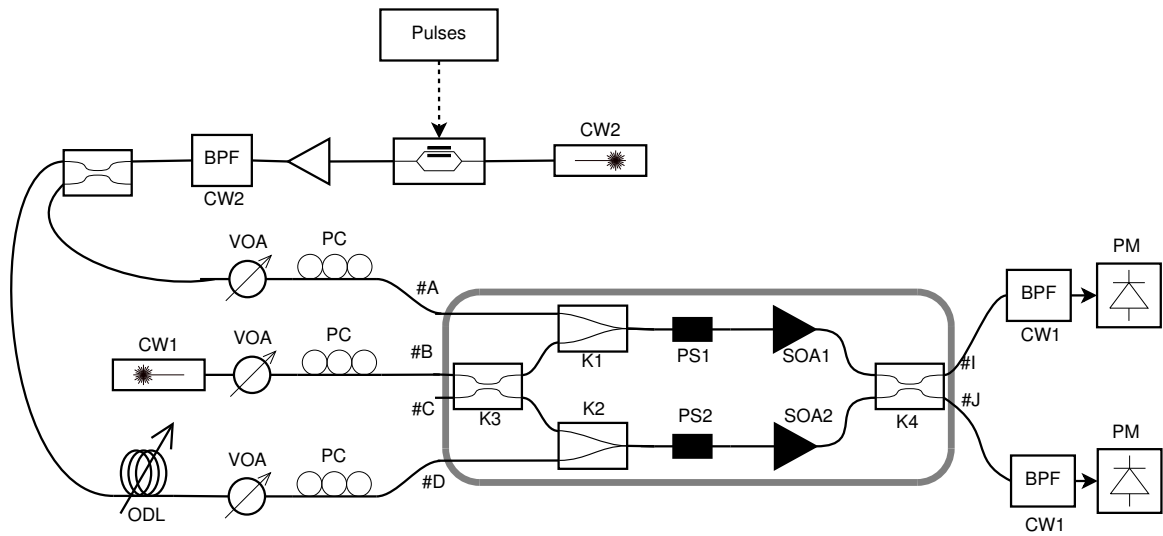 Pulses
CW2
BPF
CW2
VOA
PC
#A
PM
BPF
CW1
CW1
VOA
PC
#B
K1
PS1
SOA1
#I
#C
K3
K2
PS2
SOA2
K4
#J
VOA
PC
#D
ODL
PM
BPF
CW1